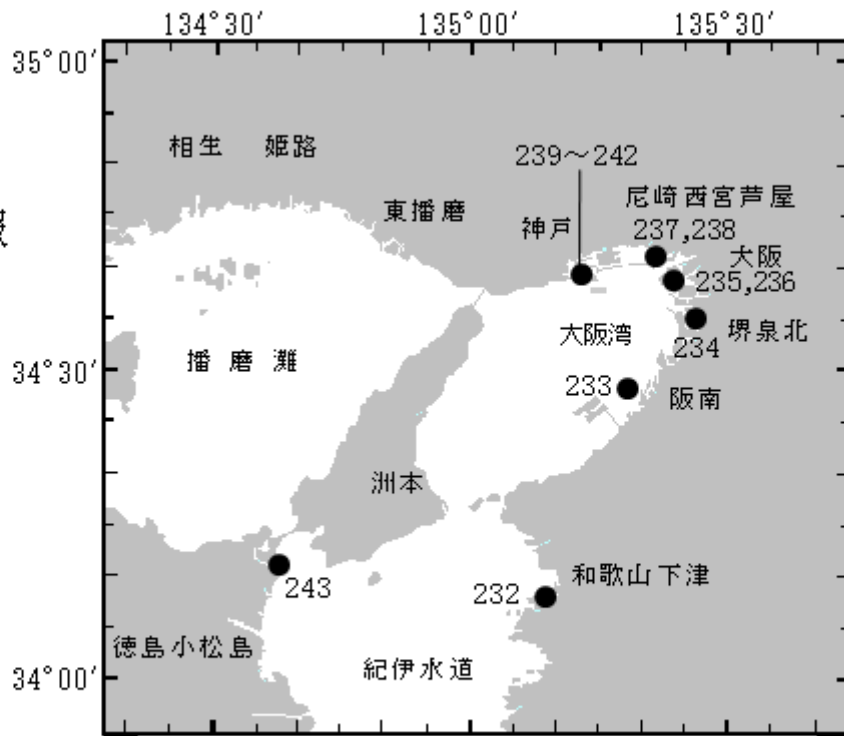 134°30′
135°00′
135°30′
35°00′
相生
姫路
239～242
尼崎西宮芦屋
東播磨
神戸
237,238
大阪
235,236
大阪湾
堺泉北
234
播磨灘
34°30′
233
阪南
洲本
243
232
和歌山下津
徳島小松島
紀伊水道
34°00′